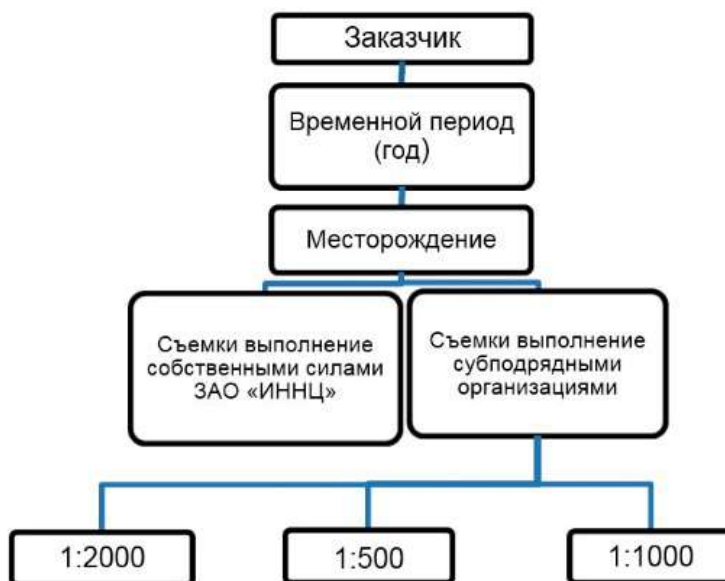 Заказчик
Временной период
(год)
Месторождение
Съемки выполнение
собственными силами
ЗАО «ИННЦ»
Съемки выполнение
субподрядными
организациями
1:2000
1:500
1:1000